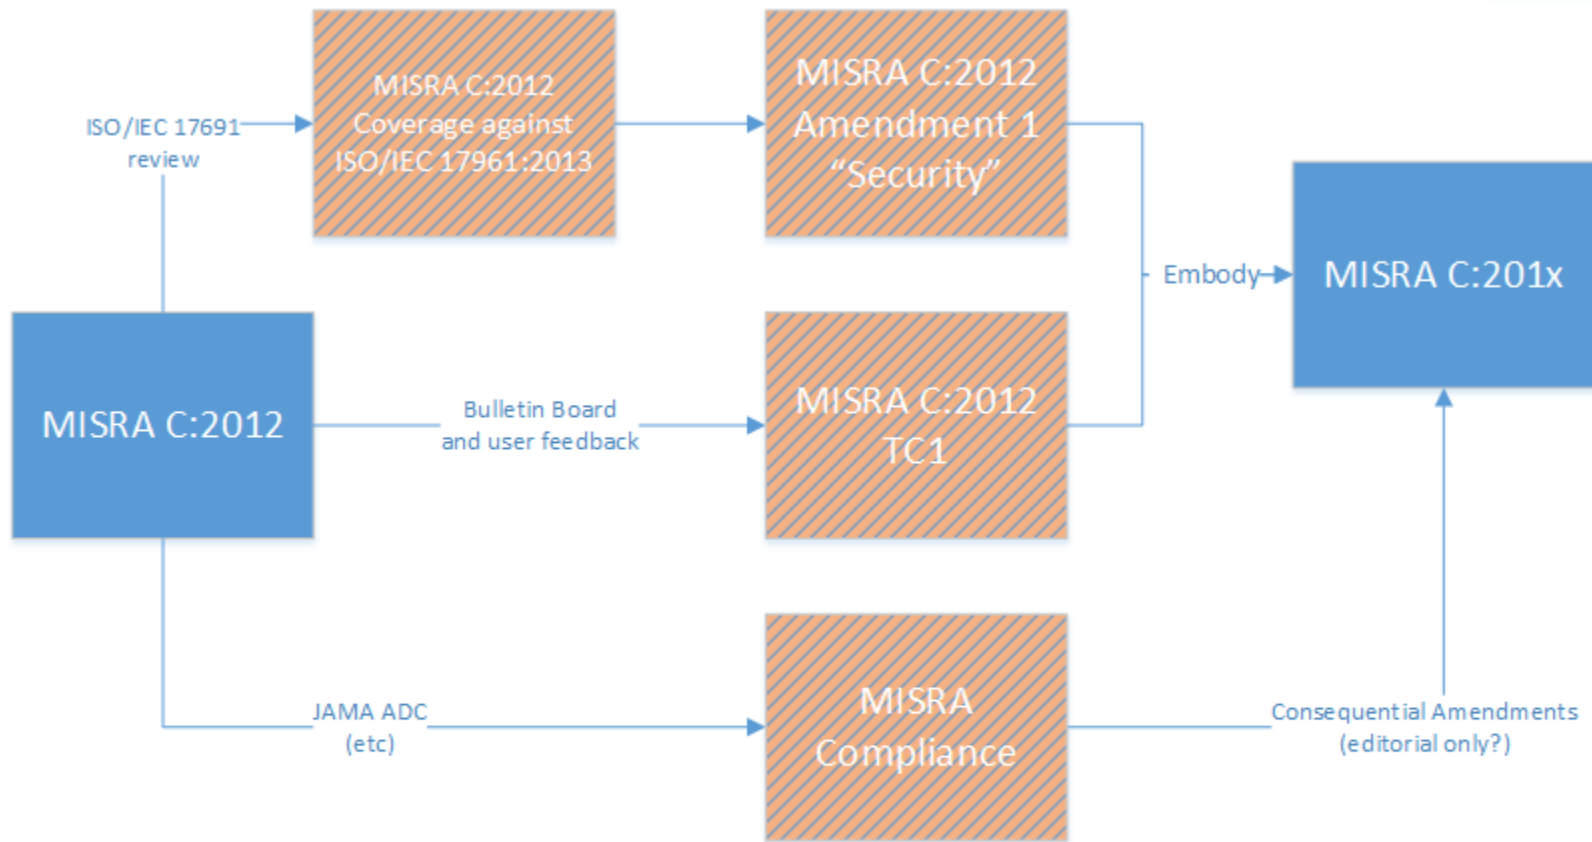 ISO/IEC 17691
review
MISRA C:2012
Coverage against
ISO/IEC 17961:2013
MISRA C:2012
Amendment 1
“Security”
Embody
MISRA C:201x
MISRA C:2012
Bulletin Board
and user feedback
MISRA C:2012
TC1
JAMA ADC
(etc)
MISRA
Compliance
Consequential Amendments
(editorial only?)